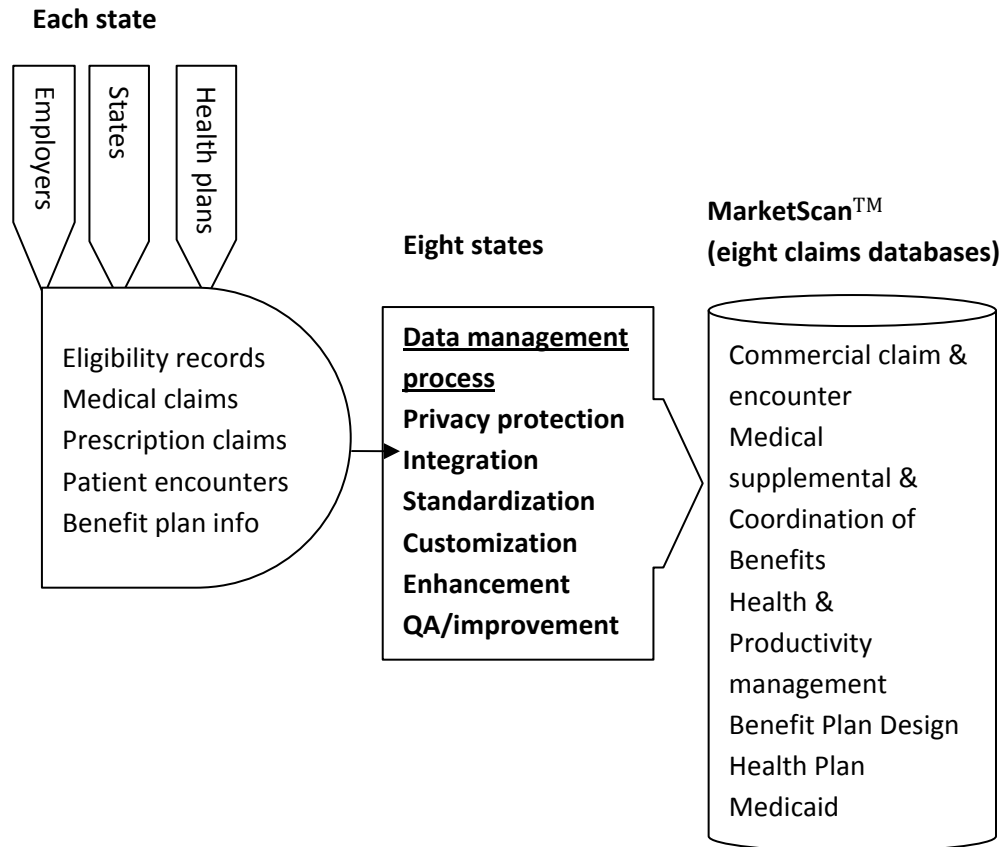 Each state
Employers
States
Health plans
Eligibility records
Medical claims
Prescription claims
Patient encounters
Benefit plan info
Eight states
Data management
process
Privacy protection
Integration
Standardization
Customization
Enhancement
QA/improvement
MarketScan™
(eight claims databases)
Commercial claim &
encounter
Medical
supplemental &
Coordination of
Benefits
Health &
Productivity
management
Benefit Plan Design
Health Plan
Medicaid